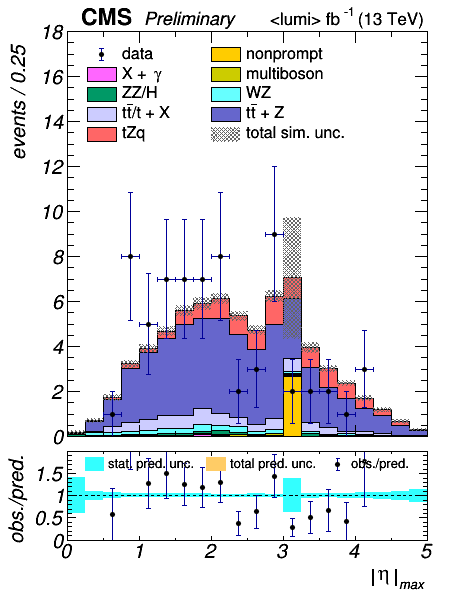 CMS Preliminary <lumi> fb⁻¹ (13 TeV)
events / 0.25
18
16
14
12
10
8
6
4
2
0
data
X + γ
ZZ/H
tt̄/t + X
tZq
nonprompt
multiboson
WZ
tt̄ + Z
total sim. unc.
obs./pred.
1.5
1
0.5
0
stat. pred. unc. total pred. unc. obs./pred.
0 1 2 3 4 5
|η|max